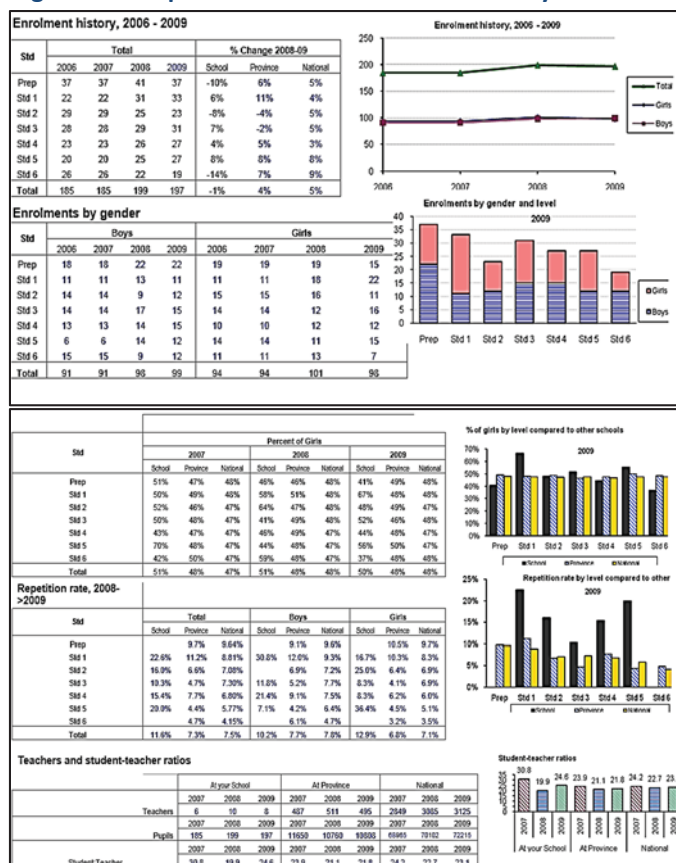 Enrolment history, 2006 - 2009
Std Total % Change 2008-09
2006 2007 2008 2009 School Province National
Prep 37 37 41 37 -10% 6% 5%
Std 1 22 22 31 33 6% 11% 4%
Std 2 29 29 25 23 -8% -4% 5%
Std 3 28 28 29 31 7% -2% 5%
Std 4 23 23 26 27 4% 5% 3%
Std 5 20 20 25 27 8% 8% 8%
Std 6 26 26 22 19 -14% 7% 9%
Total 185 185 199 197 -1% 4% 5%
Enrolment history, 2006 - 2009
250
200
150
100
50
0
2006 2007 2008 2009
Total
Girls
Boys
Enrolments by gender
Std Boys Girls
2006 2007 2008 2009 2006 2007 2008 2009
Prep 18 18 22 22 19 19 19 15
Std 1 11 11 13 11 11 11 18 22
Std 2 14 14 9 12 15 15 16 11
Std 3 14 14 17 15 14 14 12 16
Std 4 13 13 14 15 10 10 12 12
Std 5 6 6 14 12 14 14 11 15
Std 6 15 15 9 12 11 11 13 7
Total 91 91 98 99 94 94 101 98
Enrolments by gender and level
2009
40
35
30
25
20
15
10
5
0
Prep Std 1 Std 2 Std 3 Std 4 Std 5 Std 6
Girls
Boys
Std Percent of Girls
2007 2008 2009
School Province National School Province National School Province National
Prep 51% 47% 48% 46% 46% 48% 41% 49% 48%
Std 1 50% 49% 48% 58% 51% 48% 67% 48% 48%
Std 2 52% 46% 47% 64% 47% 48% 48% 49% 47%
Std 3 50% 48% 47% 41% 49% 48% 52% 46% 48%
Std 4 43% 47% 47% 46% 49% 47% 44% 48% 47%
Std 5 70% 48% 47% 44% 48% 47% 56% 50% 47%
Std 6 42% 50% 47% 59% 48% 47% 37% 48% 48%
Total 51% 48% 47% 51% 48% 48% 50% 48% 48%
% of girls by level compared to other schools
2009
70%
60%
50%
40%
30%
20%
10%
0%
Prep Std 1 Std 2 Std 3 Std 4 Std 5 Std 6
School Province National
Repetition rate, 2008-
>2009
Std Total Boys Girls
School Province National School Province National School Province National
Prep 9.7% 9.64% 9.1% 9.6% 10.5% 9.7%
Std 1 22.6% 11.2% 8.81% 30.8% 12.0% 9.3% 16.7% 10.3% 8.3%
Std 2 16.0% 6.6% 7.08% 6.9% 7.2% 25.0% 6.4% 6.9%
Std 3 10.3% 4.7% 7.30% 11.8% 5.2% 7.7% 8.3% 4.1% 6.9%
Std 4 15.4% 7.7% 6.80% 21.4% 9.1% 7.5% 8.3% 6.2% 6.0%
Std 5 20.0% 4.4% 5.77% 7.1% 4.2% 6.4% 36.4% 4.5% 5.1%
Std 6 4.7% 4.15% 6.1% 4.7% 3.2% 3.5%
Total 11.6% 7.3% 7.5% 10.2% 7.7% 7.8% 12.9% 6.8% 7.1%
Repetition rate by level compared to other
2009
25%
20%
15%
10%
5%
0%
Prep Std 1 Std 2 Std 3 Std 4 Std 5 Std 6
School Province National
Teachers and student-teacher ratios
At your School At Province National
2007 2008 2009 2007 2008 2009 2007 2008 2009
Teachers 6 10 8 487 511 495 2849 3085 3125
2007 2008 2009 2007 2008 2009 2007 2008 2009
Pupils 185 199 197 11650 10760 72215
2007 2008 2009 2007 2008 2009 2007 2008 2009
Student Teacher 30.8 19.9 24.6 23.9 21.1 21.8 24.2 22.7 23.1
Student-teacher ratios
30.8 19.9 24.6 23.9 21.1 21.8 24.2 22.7 23.
2007 2008 2009 2007 2008 2009 2007 2008 2009
At your School At Province National